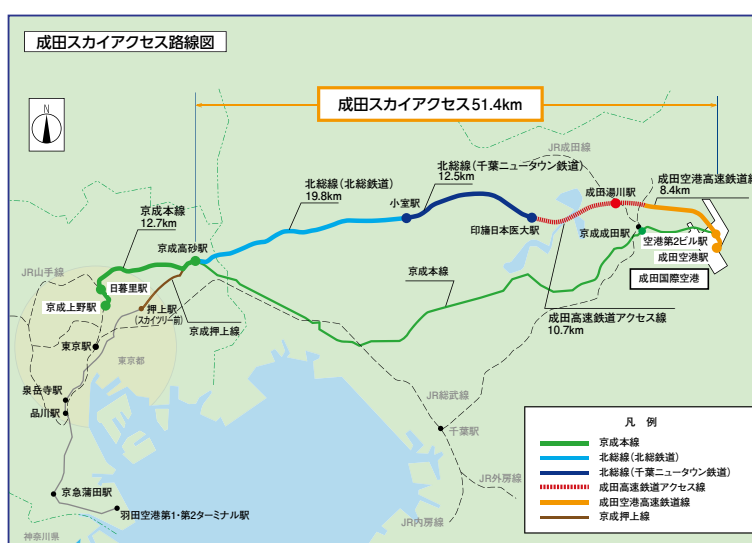 成田スカイアクセス路線図
成田スカイアクセス51.4km
N
JR成田線
北総線(千葉ニュータウン鉄道)
12.5km
成田空港高速鉄道線
8.4km
北総線(北総鉄道)
19.8km
成田湯川駅
小室駅
京成本線
12.7km
印旛日本医大駅
京成成田駅
京成高砂駅
空港第2ビル駅
成田空港駅
JR山手線
京成本線
成田国際空港
日暮里駅
京成上野駅
押上駅
(スカイツリー前)
京成押上線
成田高速鉄道アクセス線
10.7km
東京駅
東京都
泉岳寺駅
品川駅
JR総武線
千葉駅
JR外房線
JR内房線
京急蒲田駅
羽田空港第1・第2ターミナル駅
神奈川県
凡 例
京成本線
北総線(北総鉄道)
北総線(千葉ニュータウン鉄道)
成田高速鉄道アクセス線
成田空港高速鉄道線
京成押上線